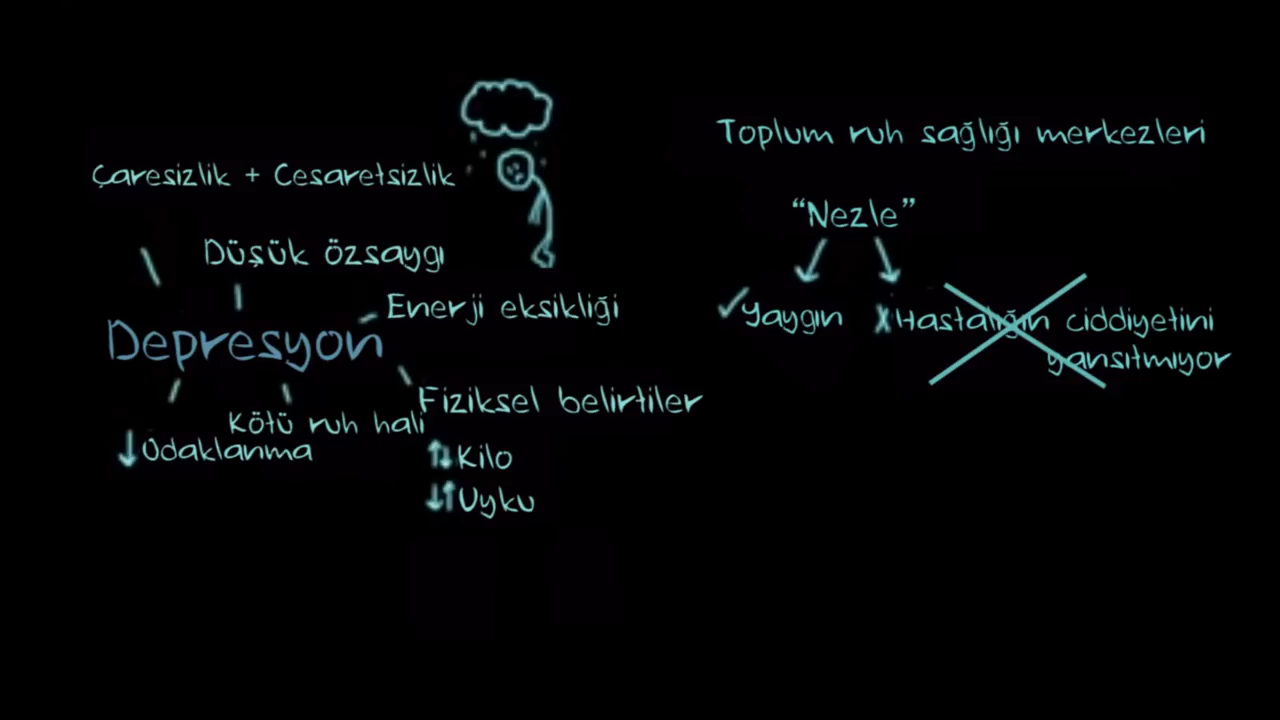 Çaresizlik + Cesaretsizlik
Düşük özsaygı
Enerji eksikliği
Depresyon
Fiziksel belirtiler
Kötü ruh hali
↓Odaklanma
↑↓Kilo
↓↑Uyku
Toplum ruh sağlığı merkezleri
“Nezle”
✓Yaygın
X Hastalığın ciddiyetini
yansıtmıyor